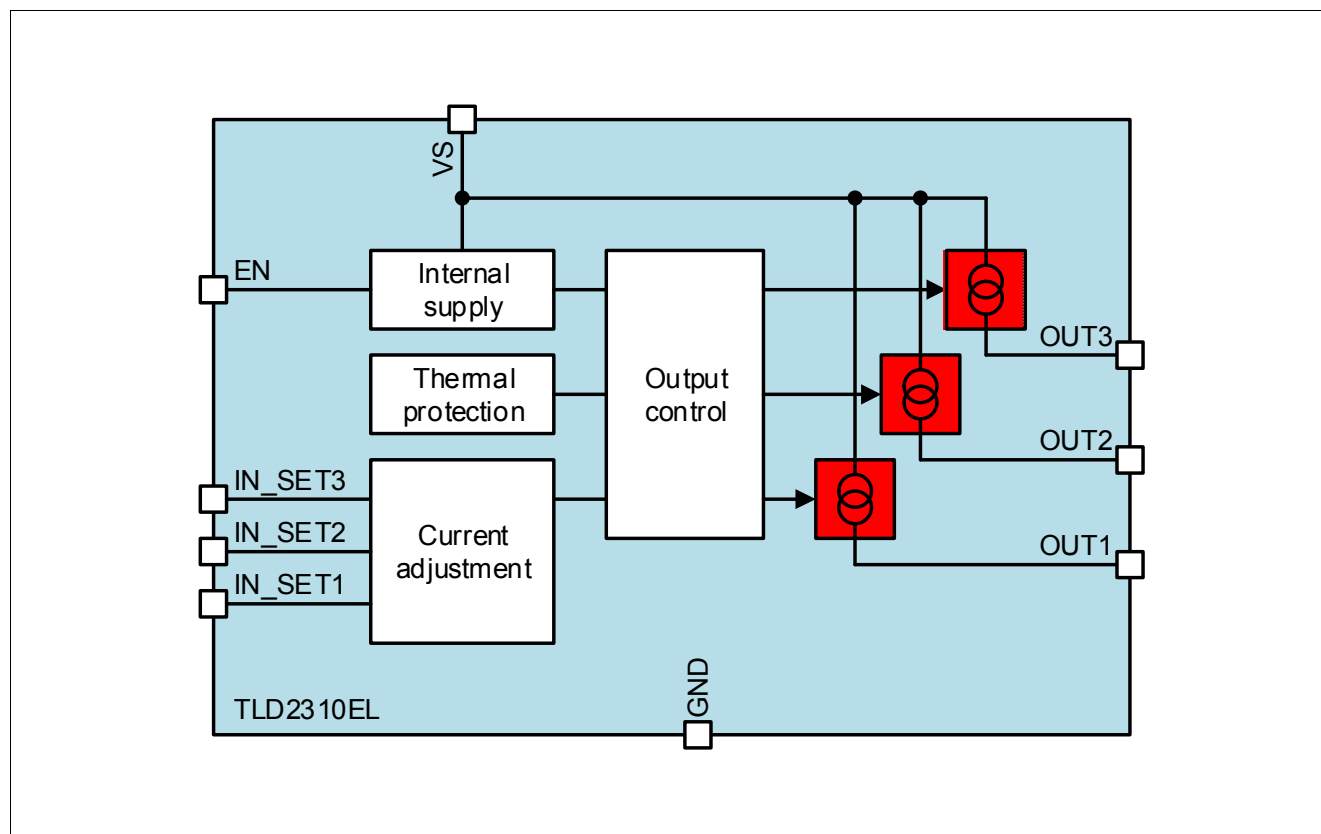 VS
EN
Internal
supply
Thermal
protection
Output
control
OUT3
OUT2
OUT1
IN_SET3
IN_SET2
IN_SET1
Current
adjustment
TLD2310EL
GND